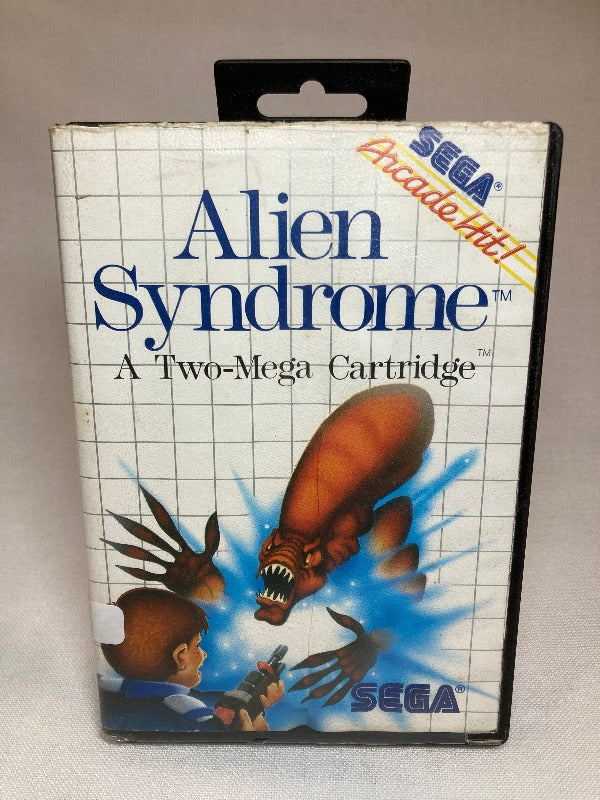 SEGA®
Arcade Hit!
Alien
Syndrome™
A Two-Mega Cartridge™
SEGA®